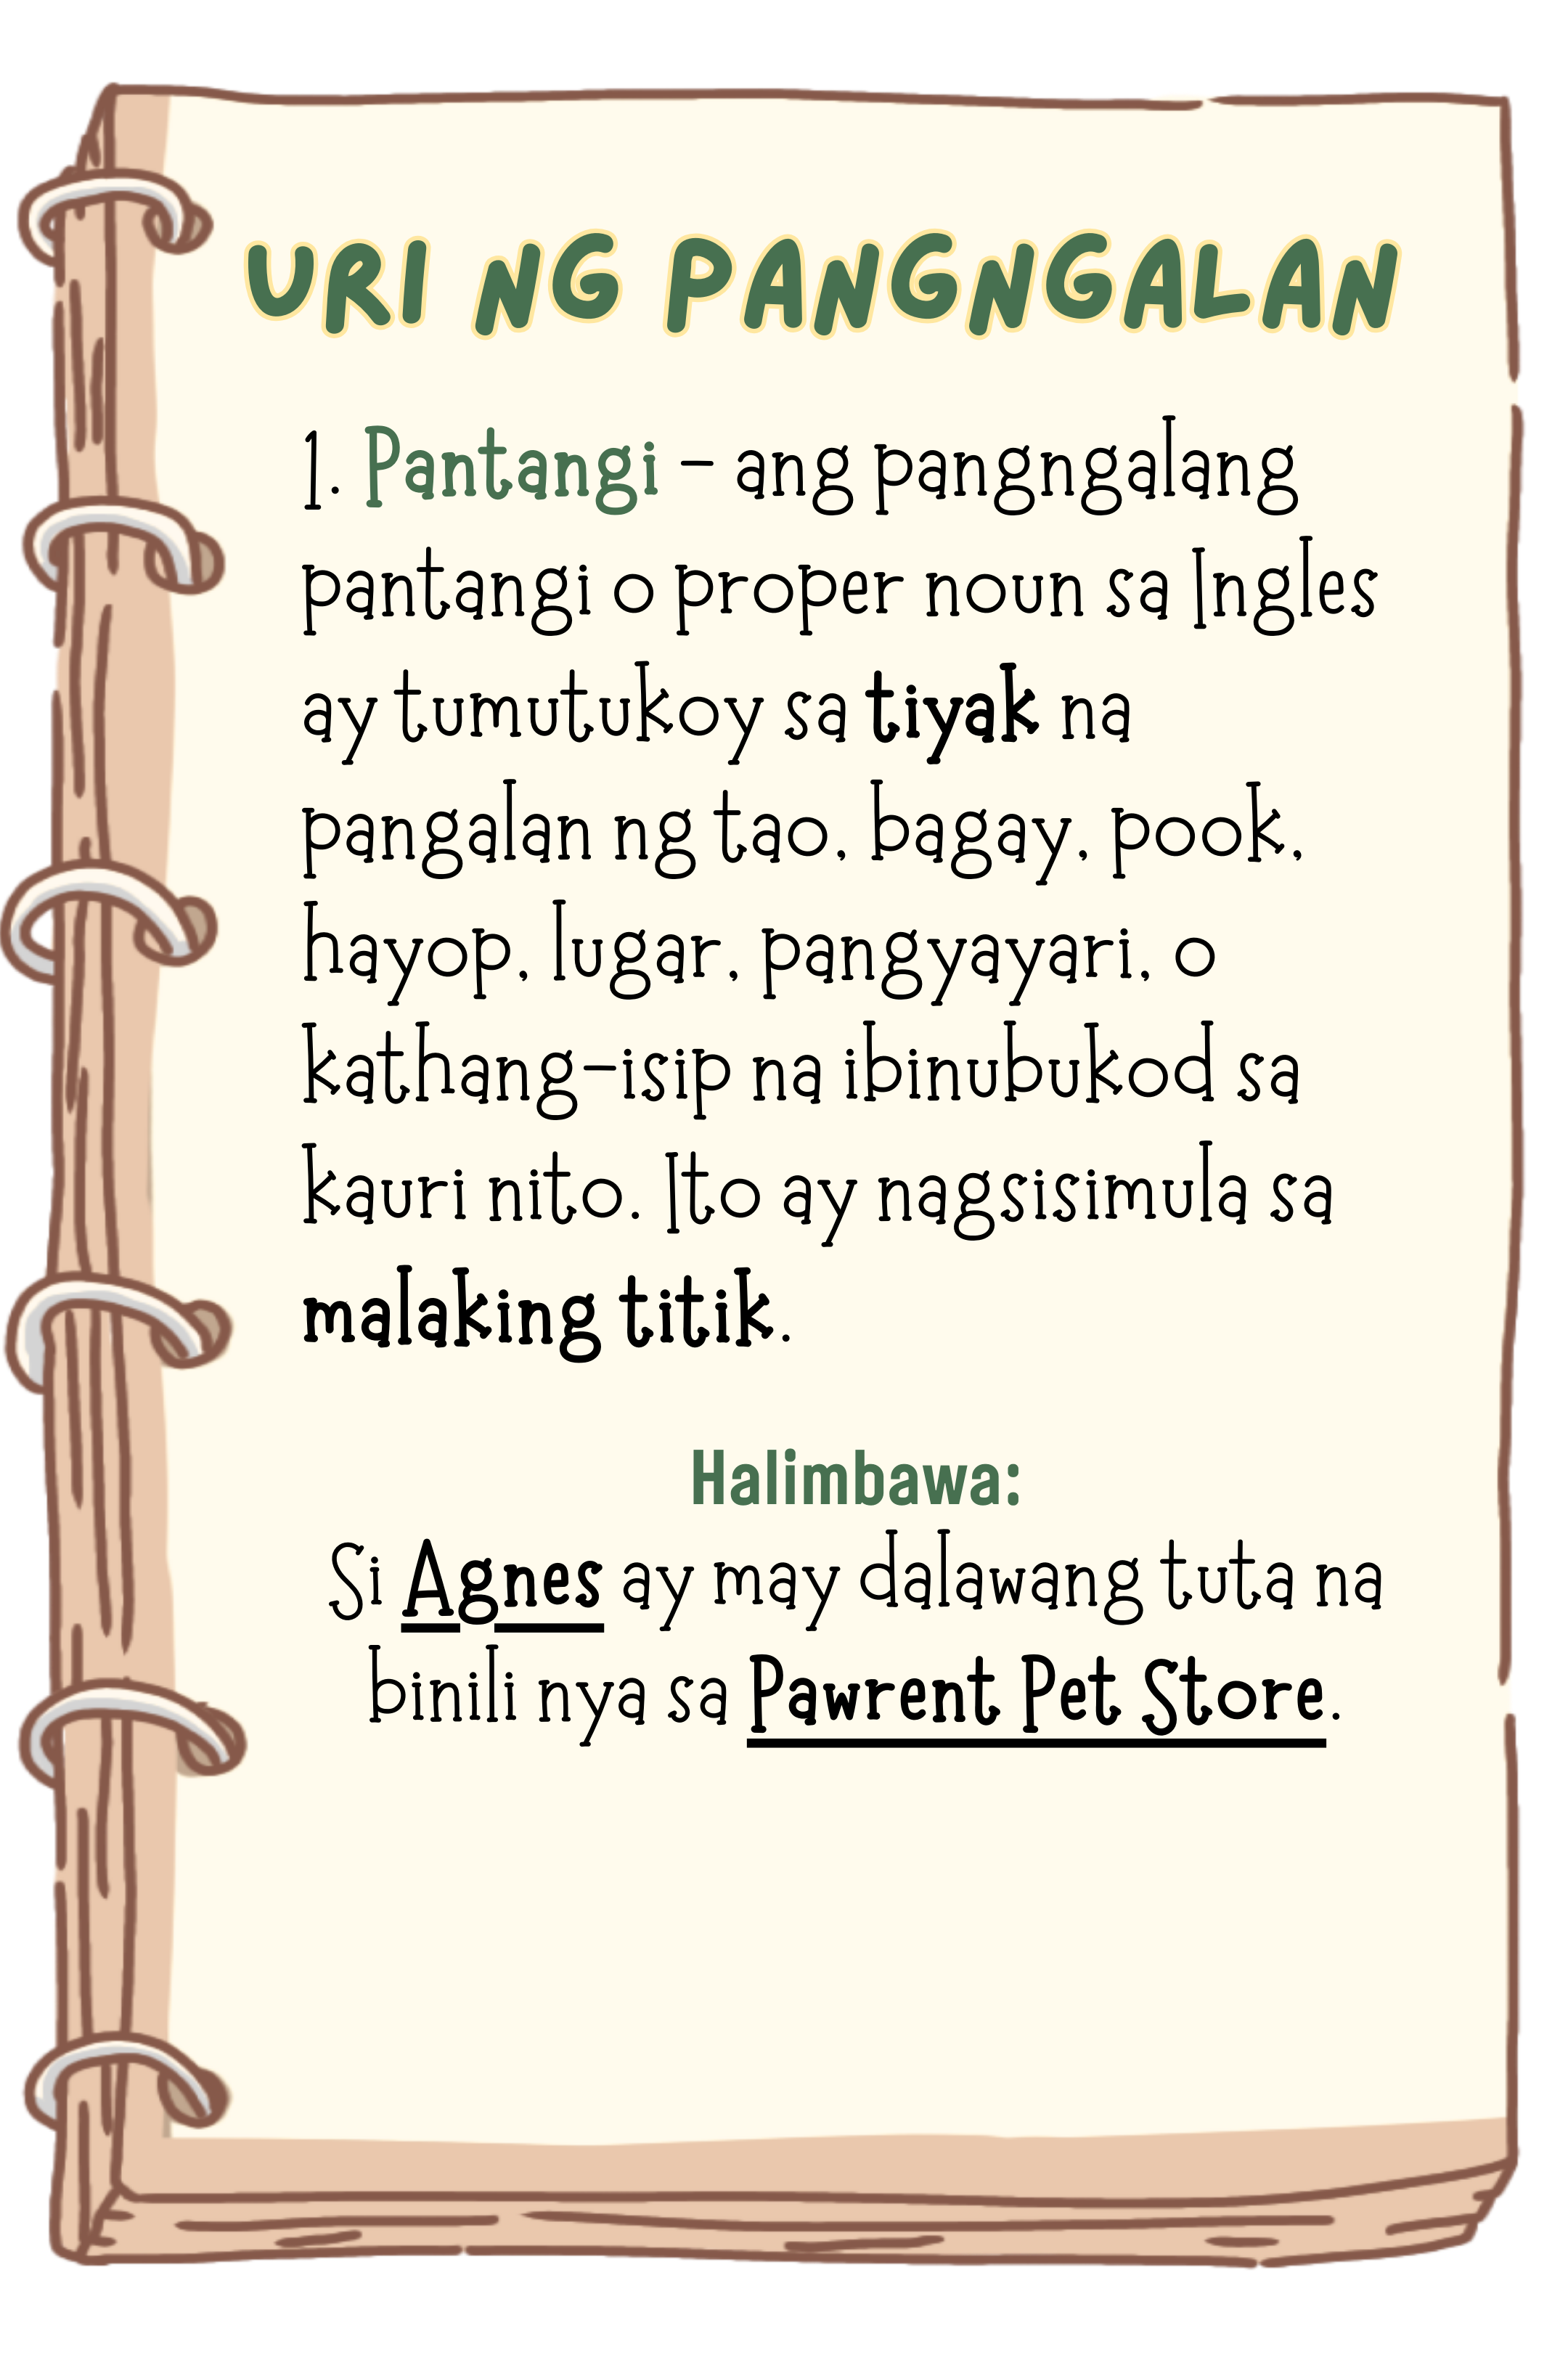 URI NG PANGNGALAN
1. Pantangi - ang pangngalang
pantangi o proper noun sa Ingles
ay tumutukoy sa tiyak na
pangalan ng tao, bagay, pook,
hayop, lugar, pangyayari, o
kathang-isip na ibinubukod sa
kauri nito. Ito ay nagsisimula sa
malaking titik.
Halimbawa:
Si Agnes ay may dalawang tuta na
binili nya sa Pawrent Pet Store.